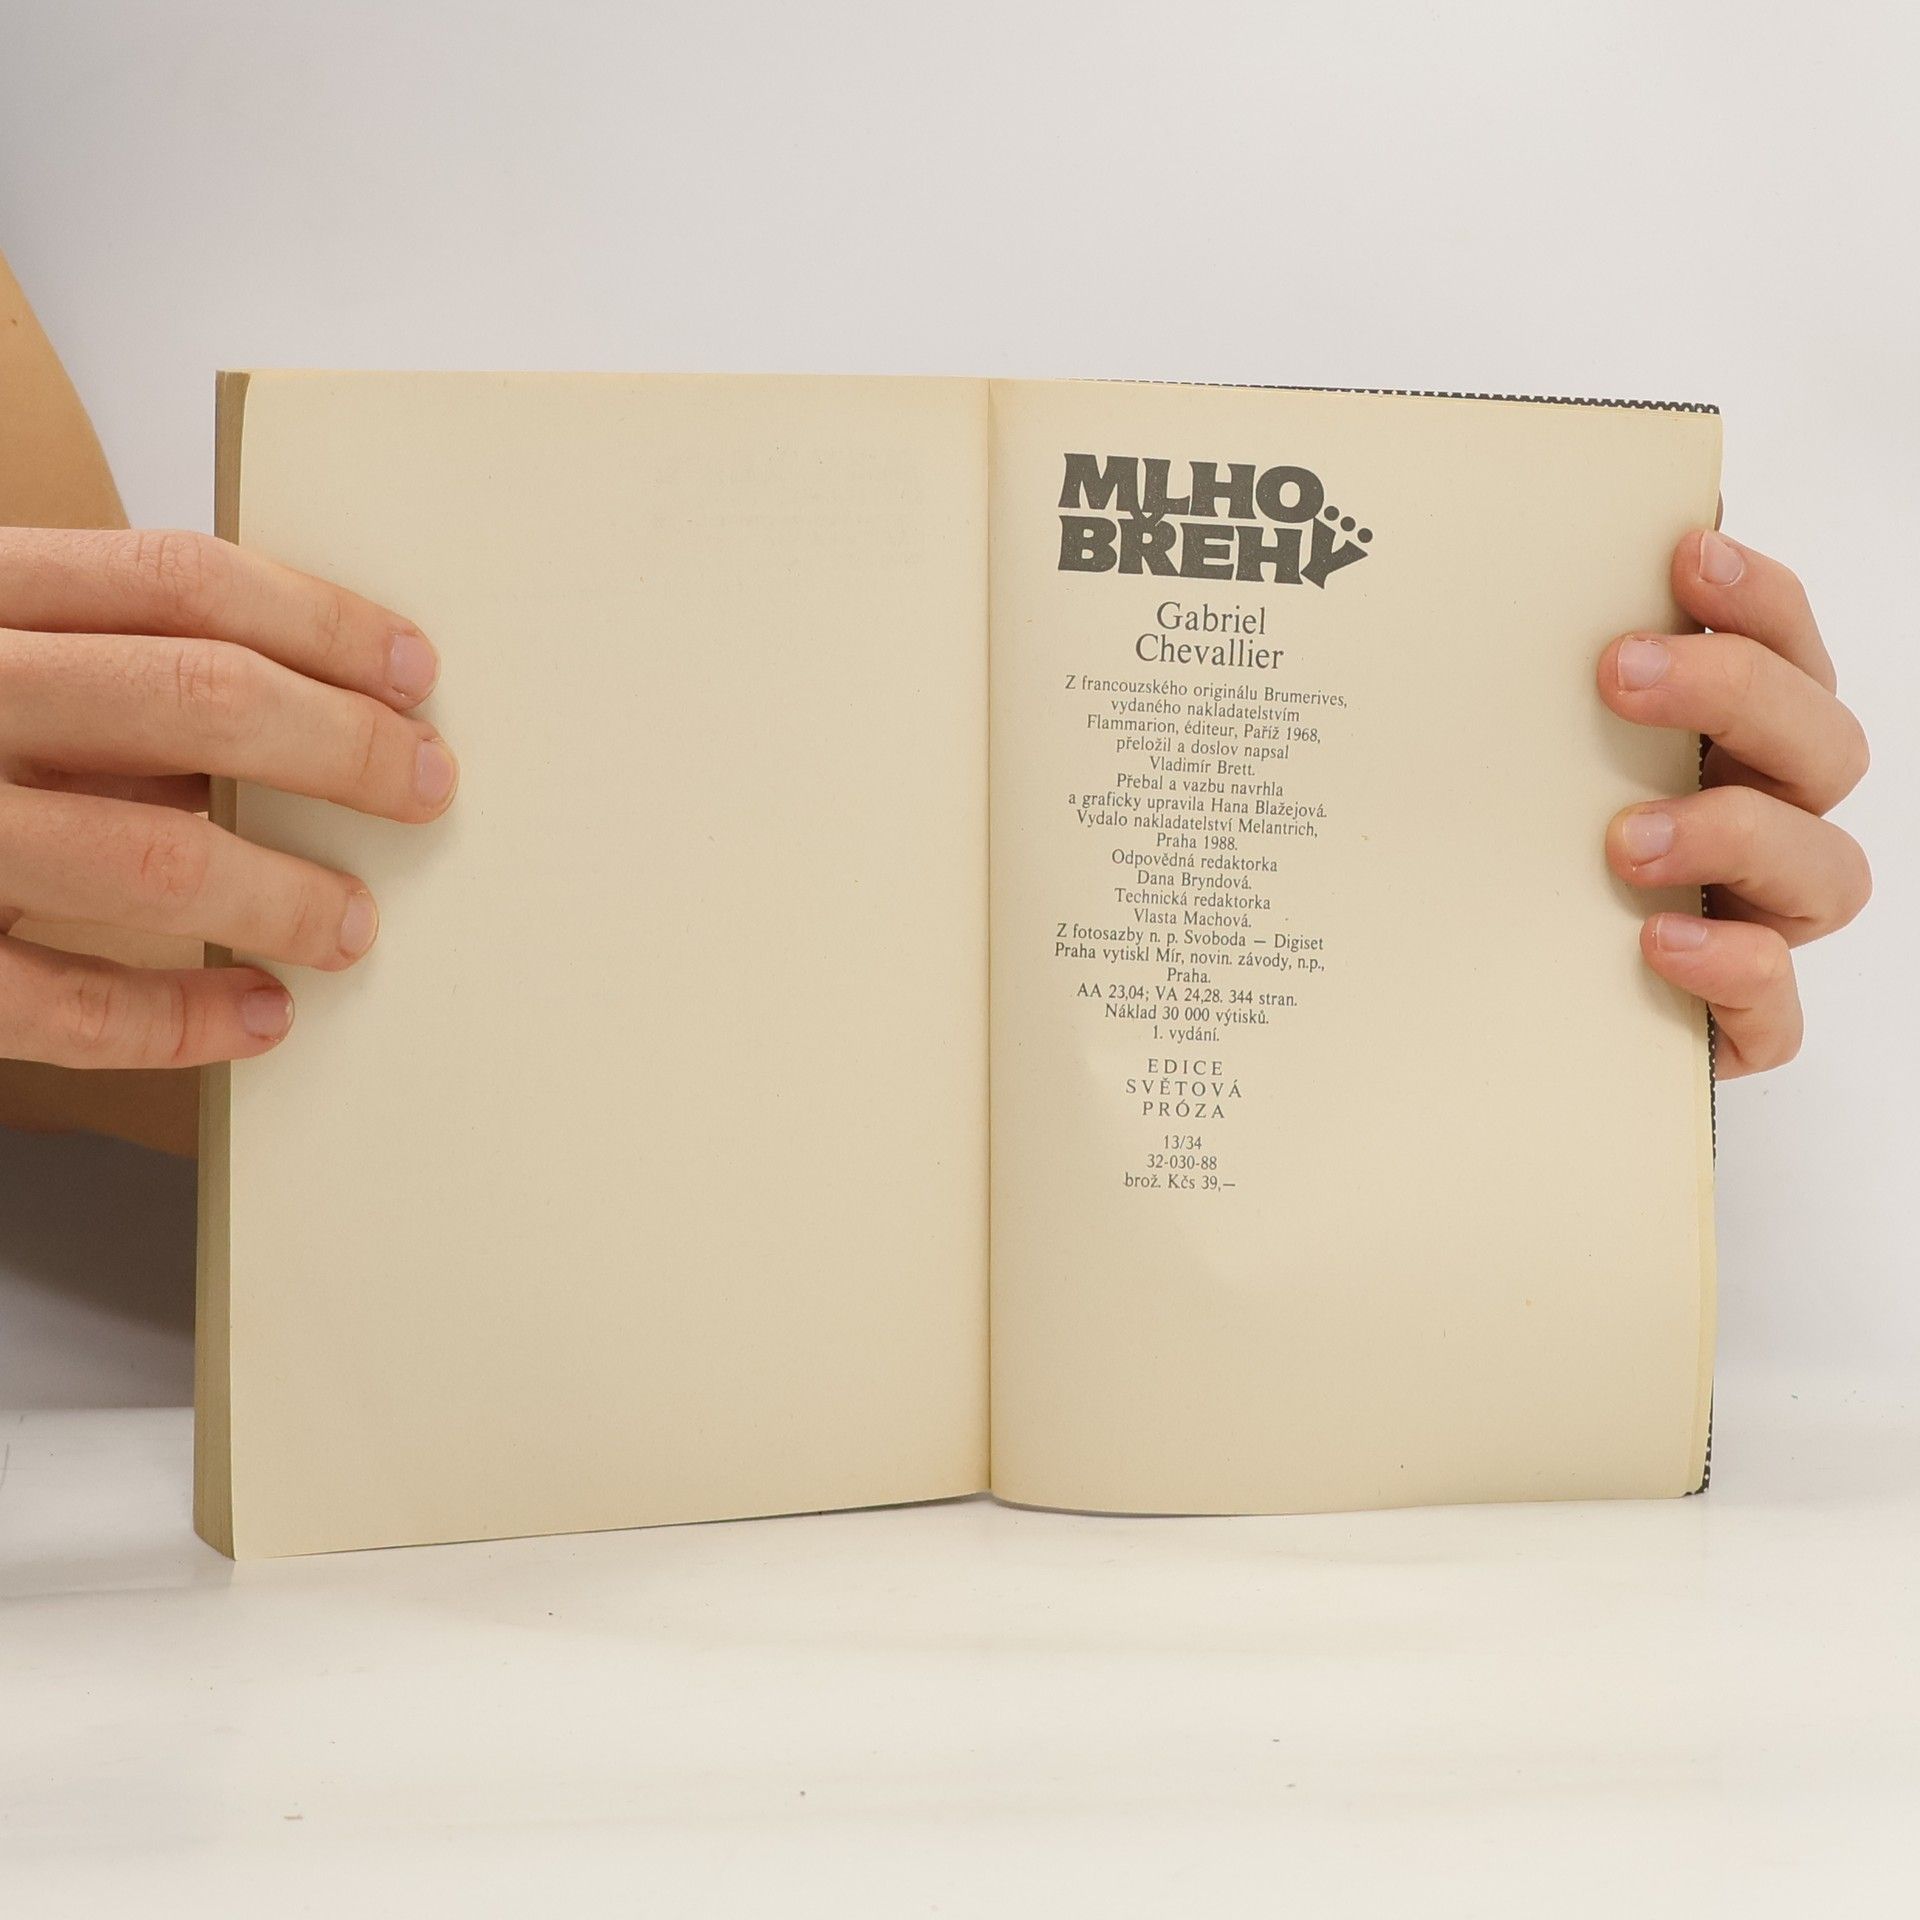 MLHO...
BŘEHY
Gabriel
Chevallier
Z francouzského originálu Brumerives,
vydaného nakladatelstvím
Flammarion, éditeur, Paříž 1968,
přeložil a doslov napsal
Vladimír Brett.
Přebal a vazbu navrhla
a graficky upravila Hana Blažejová.
Vydalo nakladatelství Melantrich,
Praha 1988.
Odpovědná redaktorka
Dana Bryndová.
Technická redaktorka
Vlasta Machová.
Z fotosazby n. p. Svoboda — Digiset
Praha vytiskl Mír, novin. závody, n.p.,
Praha.
AA 23,04; VA 24,28. 344 stran.
Náklad 30 000 výtisků.
1. vydání.
EDICE
SVĚTOVÁ
PRÓZA
13/34
32-030-88
brož. Kčs 39,—